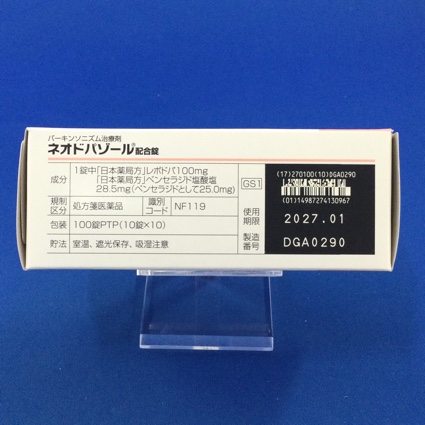 パーキンソニズム治療剤
ネオドパゾール®配合錠
成分
1錠中「日本薬局方」レボドパ100mg
「日本薬局方」ベンセラジド塩酸塩
28.5mg(ベンセラジドとして25.0mg)
規制区分
処方箋医薬品
識別コード
NF119
包装
100錠PTP(10錠×10)
貯法
室温、遮光保存、吸湿注意
GS1
(17)270100(10)DGA0290
(01)14987274130967
使用期限
2027.01
製造番号
DGA0290